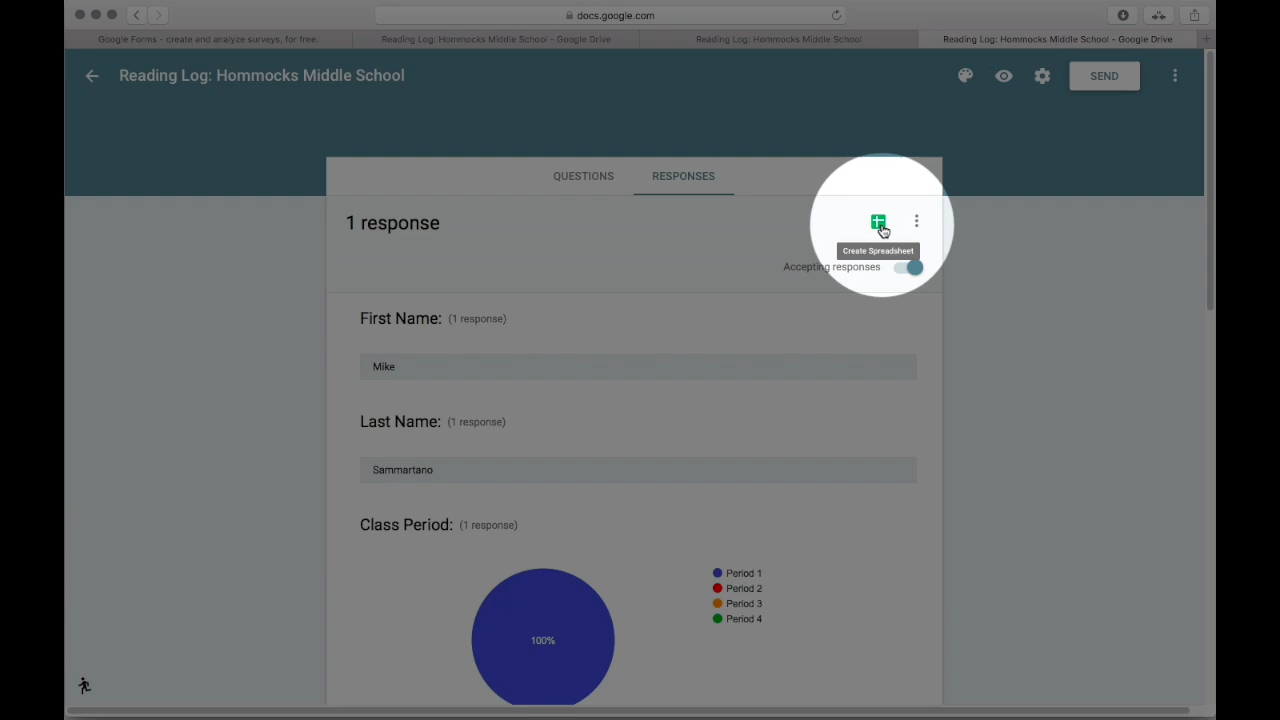 docs.google.com
Google Forms - create and analyze surveys, for free.
Reading Log: Hommocks Middle School - Google Drive
Reading Log: Hommocks Middle School
Reading Log: Hommocks Middle School - Google Drive
Reading Log: Hommocks Middle School
SEND
QUESTIONS
RESPONSES
1 response
Create Spreadsheet
Accepting responses
First Name: (1 response)
Mike
Last Name: (1 response)
Sammartano
Class Period: (1 response)
Period 1
Period 2
Period 3
Period 4
100%